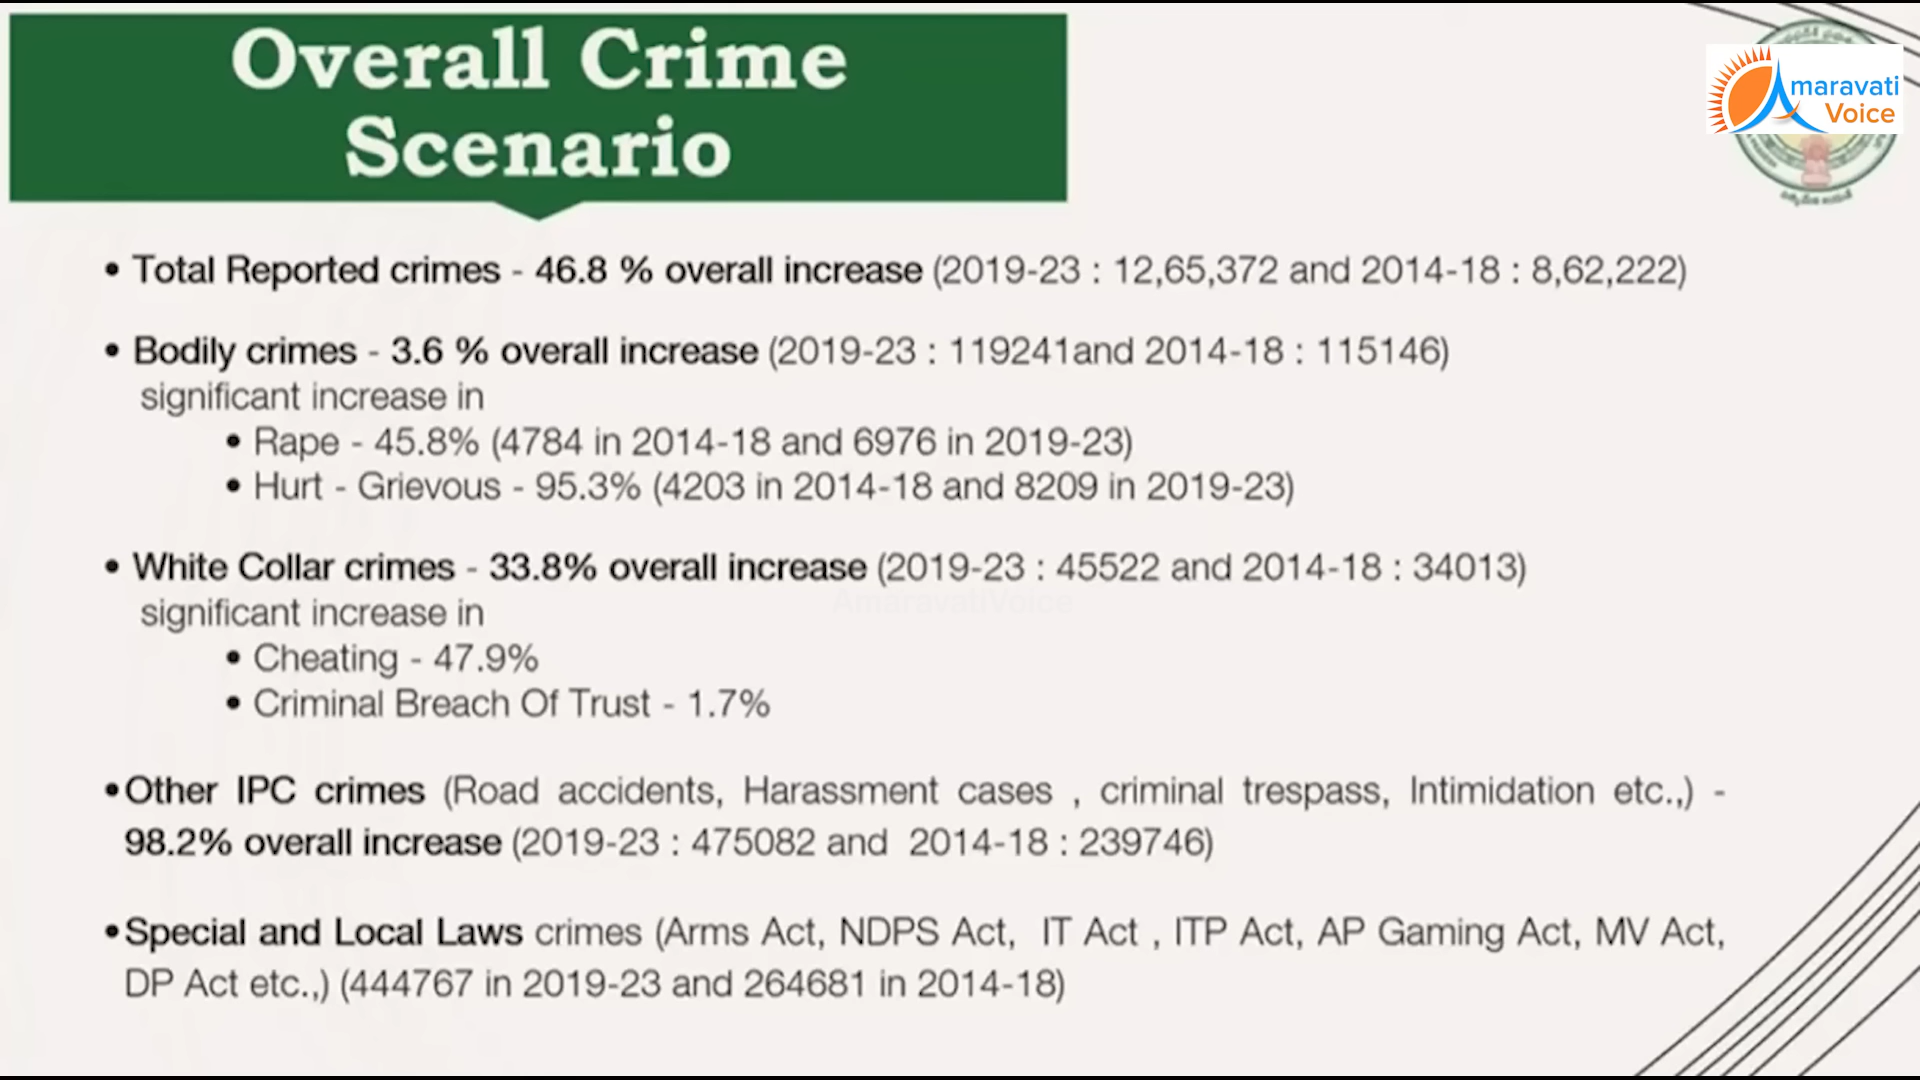 Overall Crime
Scenario
Amaravati
Voice
• Total Reported crimes - 46.8 % overall increase (2019-23 : 12,65,372 and 2014-18 : 8,62,222)
• Bodily crimes - 3.6 % overall increase (2019-23 : 119241and 2014-18 : 115146)
significant increase in
• Rape - 45.8% (4784 in 2014-18 and 6976 in 2019-23)
• Hurt - Grievous - 95.3% (4203 in 2014-18 and 8209 in 2019-23)
• White Collar crimes - 33.8% overall increase (2019-23 : 45522 and 2014-18 : 34013)
AmaravatiVoice
significant increase in
• Cheating - 47.9%
• Criminal Breach Of Trust - 1.7%
•Other IPC crimes (Road accidents, Harassment cases , criminal trespass, Intimidation etc.,) -
98.2% overall increase (2019-23 : 475082 and 2014-18 : 239746)
•Special and Local Laws crimes (Arms Act, NDPS Act, IT Act , ITP Act, AP Gaming Act, MV Act,
DP Act etc.,) (444767 in 2019-23 and 264681 in 2014-18)